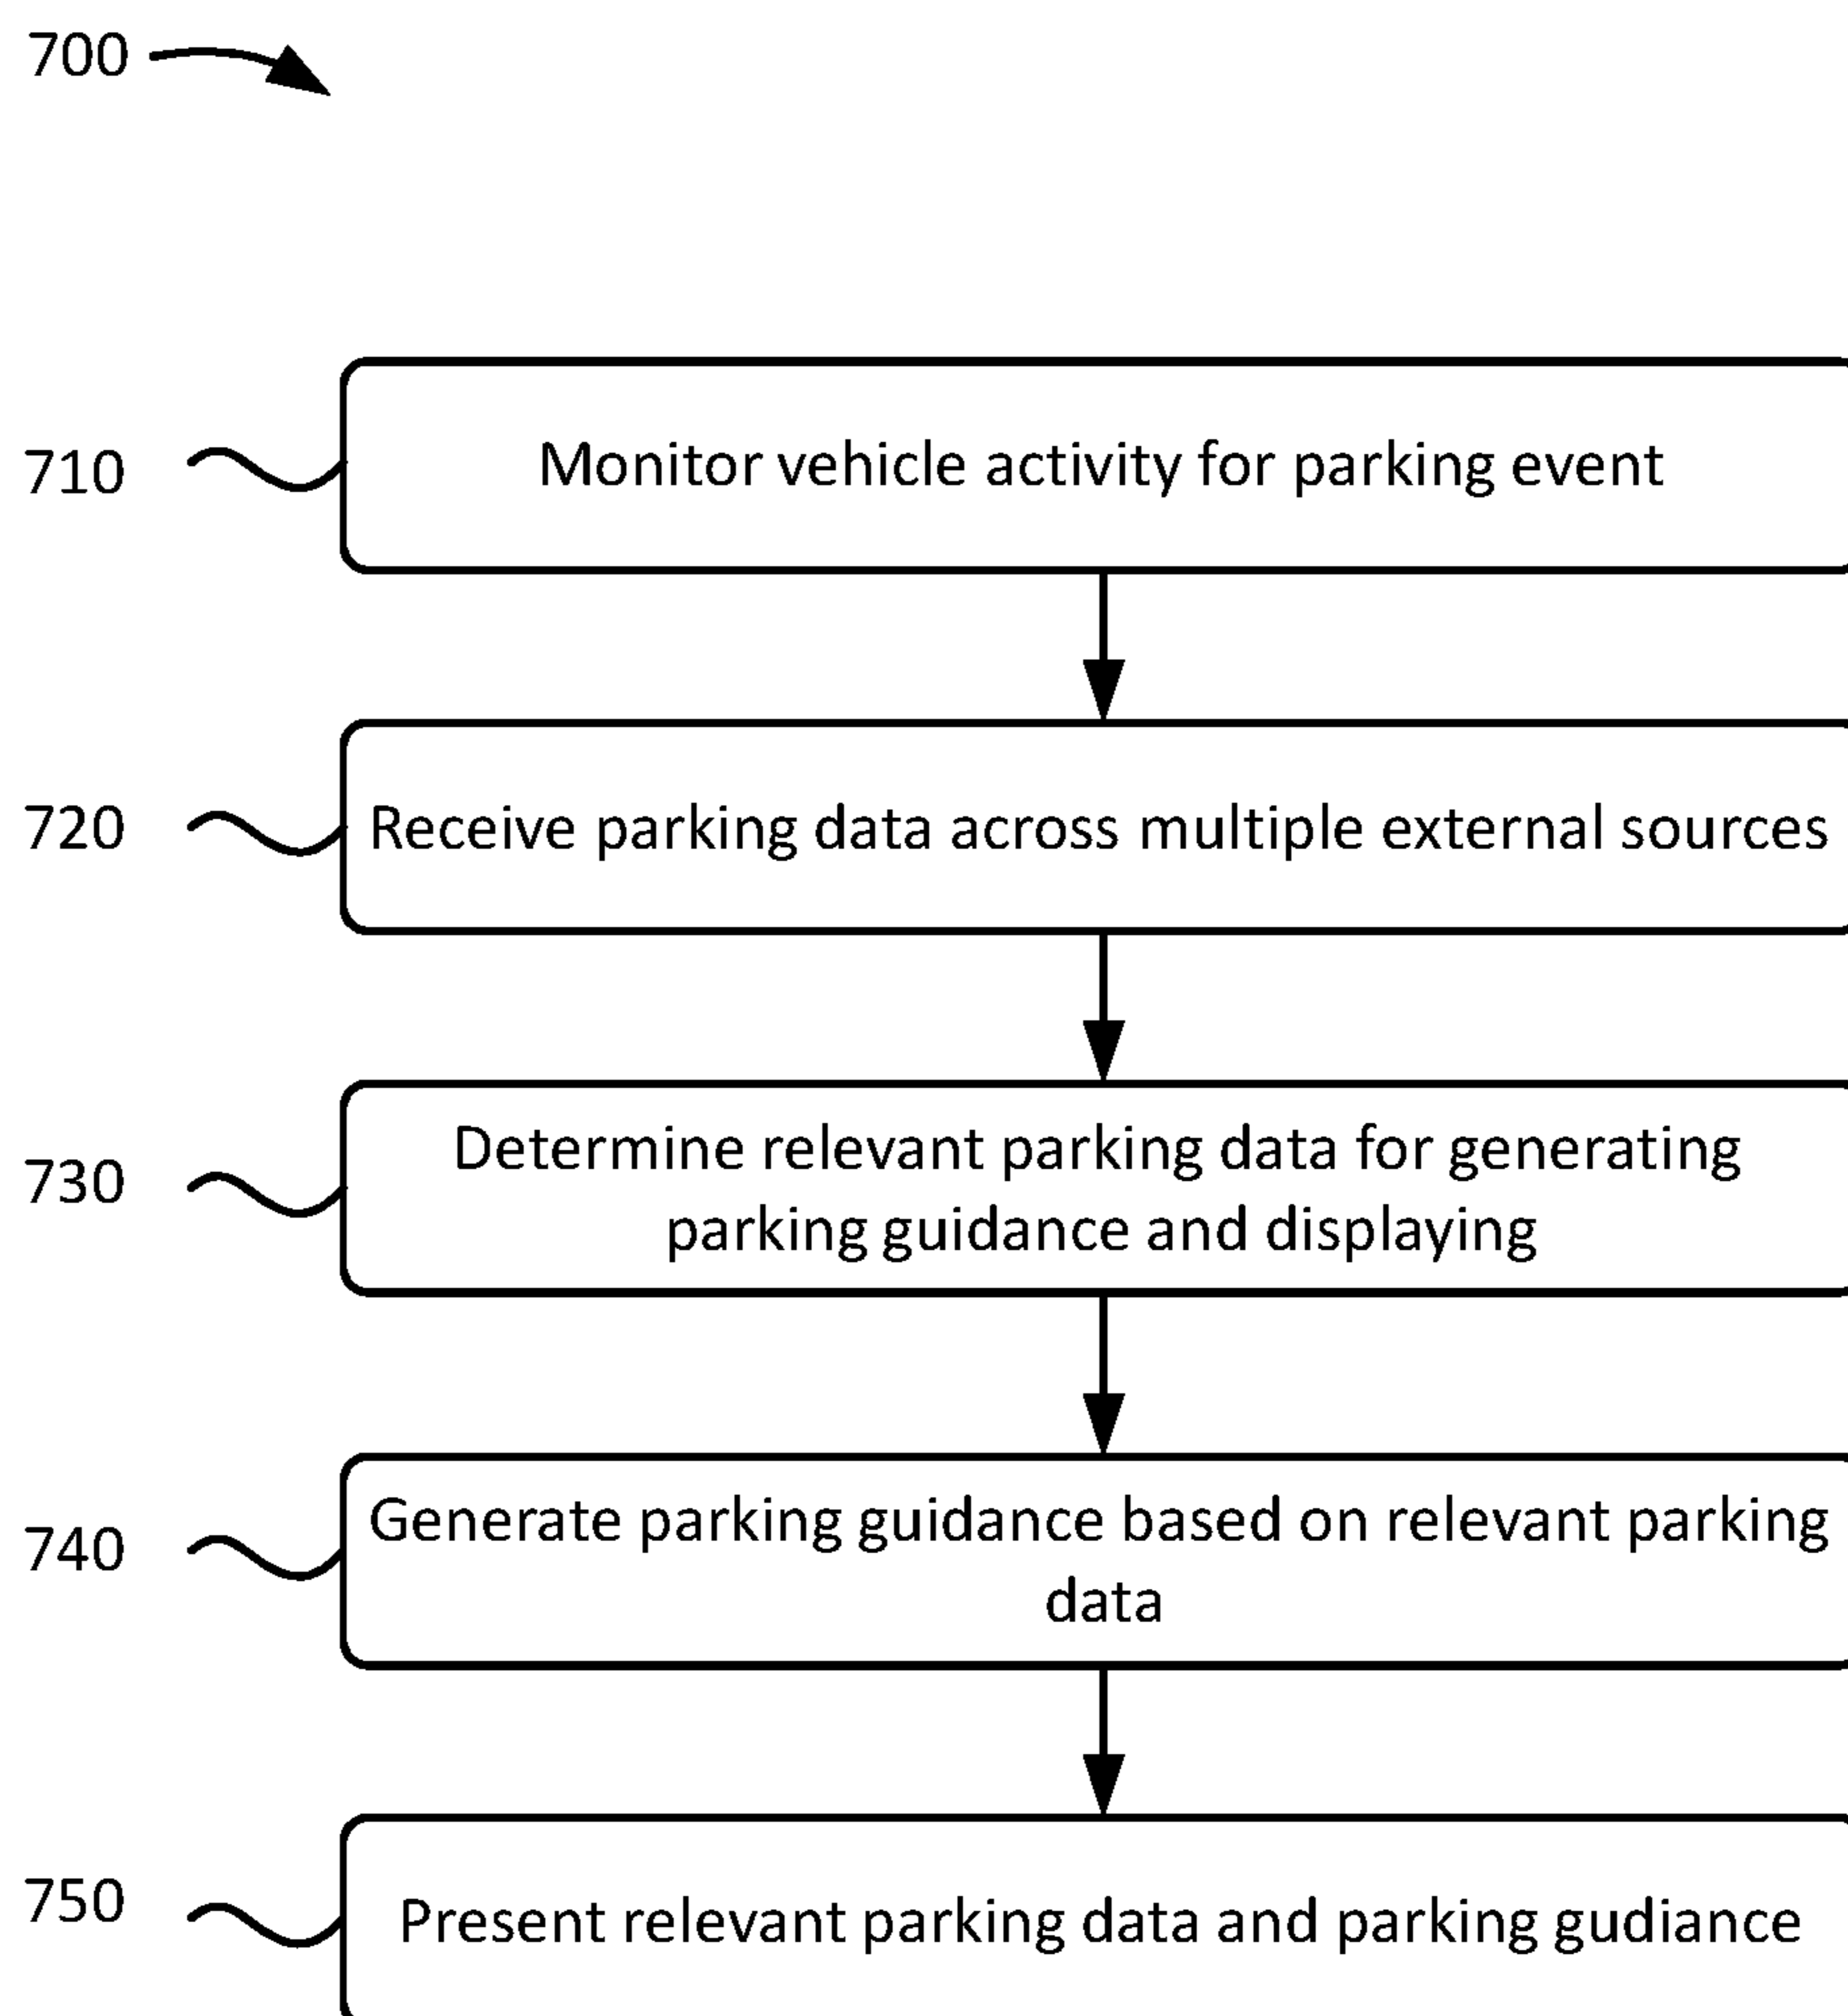 700
710
Monitor vehicle activity for parking event
720
Receive parking data across multiple external sources
730
Determine relevant parking data for generating
parking guidance and displaying
740
Generate parking guidance based on relevant parking
data
750
Present relevant parking data and parking gudiance